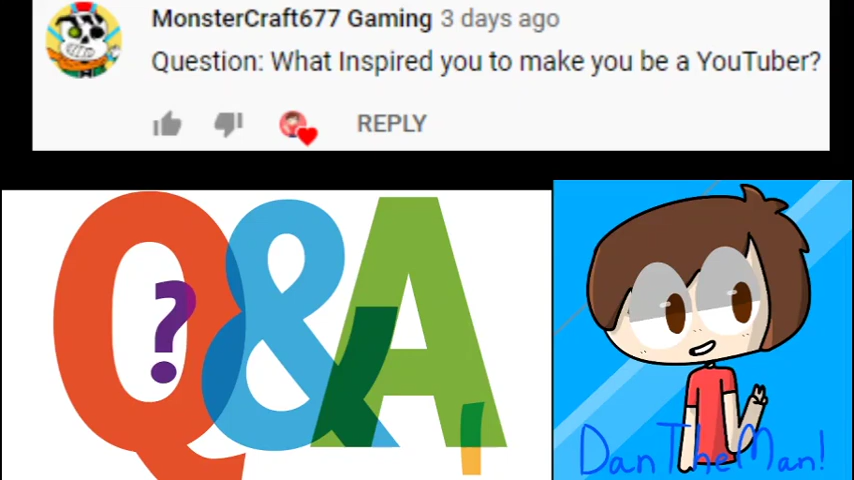 MonsterCraft677 Gaming 3 days ago
Question: What Inspired you to make you be a YouTuber?
REPLY
Q&A
?
DanTheMan!